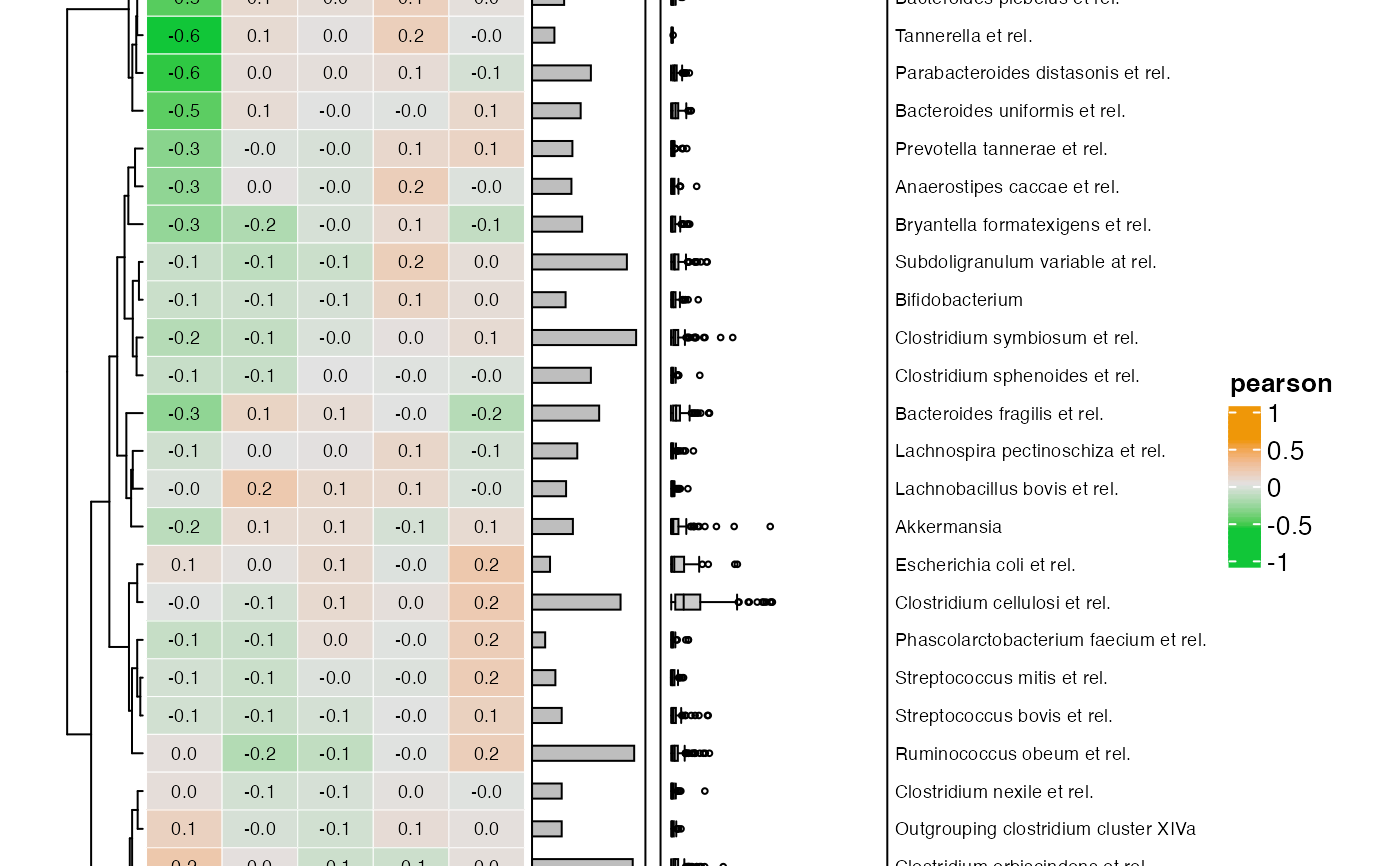 -0.6 0.1 0.0 0.2 -0.0 Tannerella et rel.
-0.6 0.0 0.0 0.1 -0.1 Parabacteroides distasonis et rel.
-0.5 0.1 -0.0 -0.0 0.1 Bacteroides uniformis et rel.
-0.3 -0.0 -0.0 0.1 0.1 Prevotella tannerae et rel.
-0.3 0.0 -0.0 0.2 -0.0 Anaerostipes caccae et rel.
-0.3 -0.2 -0.0 0.1 -0.1 Bryantella formatexigens et rel.
-0.1 -0.1 -0.1 0.2 0.0 Subdoligranulum variable at rel.
-0.1 -0.1 -0.1 0.1 0.0 Bifidobacterium
-0.2 -0.1 -0.0 0.0 0.1 Clostridium symbiosum et rel.
-0.1 -0.1 0.0 -0.0 -0.0 Clostridium sphenoides et rel.
-0.3 0.1 0.1 -0.0 -0.2 Bacteroides fragilis et rel.
-0.1 0.0 0.0 0.1 -0.1 Lachnospira pectinoschiza et rel.
-0.0 0.2 0.1 0.1 -0.0 Lachnobacillus bovis et rel.
-0.2 0.1 0.1 -0.1 0.1 Akkermansia
0.1 0.0 0.1 -0.0 0.2 Escherichia coli et rel.
-0.0 -0.1 0.1 0.0 0.2 Clostridium cellulosi et rel.
-0.1 -0.1 0.0 -0.0 0.2 Phascolarctobacterium faecium et rel.
-0.1 -0.1 -0.0 -0.0 0.2 Streptococcus mitis et rel.
-0.1 -0.1 -0.1 -0.0 0.1 Streptococcus bovis et rel.
0.0 -0.2 -0.1 -0.0 0.2 Ruminococcus obeum et rel.
0.0 -0.1 -0.1 0.0 -0.0 Clostridium nexile et rel.
0.1 -0.0 -0.1 0.1 0.0 Outgrouping clostridium cluster XIVa
pearson
1
0.5
0
-0.5
-1